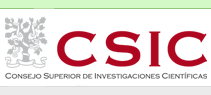 CSIC
CONSEJO SUPERIOR DE INVESTIGACIONES CIENTÍFICAS